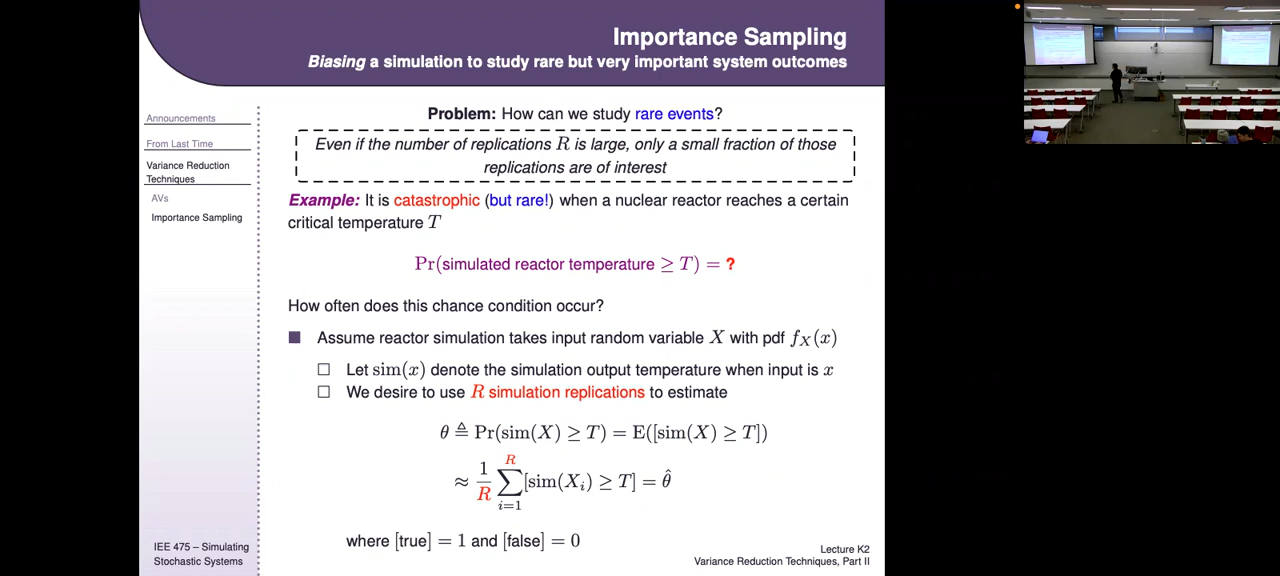 Importance Sampling
Biasing a simulation to study rare but very important system outcomes
Announcements
From Last Time
Variance Reduction
Techniques
AVs
Importance Sampling
Problem: How can we study rare events?
Even if the number of replications R is large, only a small fraction of those
replications are of interest
Example: It is catastrophic (but rare!) when a nuclear reactor reaches a certain
critical temperature T
Pr(simulated reactor temperature ≥ T) = ?
How often does this chance condition occur?
■ Assume reactor simulation takes input random variable X with pdf f_X(x)
□ Let sim(x) denote the simulation output temperature when input is x
□ We desire to use R simulation replications to estimate
θ ≜ Pr(sim(X) ≥ T) = E([sim(X) ≥ T])
≈ 1/R ∑_{i=1}^{R} [sim(X_i) ≥ T] = θ̂
where [true] = 1 and [false] = 0
IEE 475 – Simulating
Stochastic Systems
Lecture K2
Variance Reduction Techniques, Part II